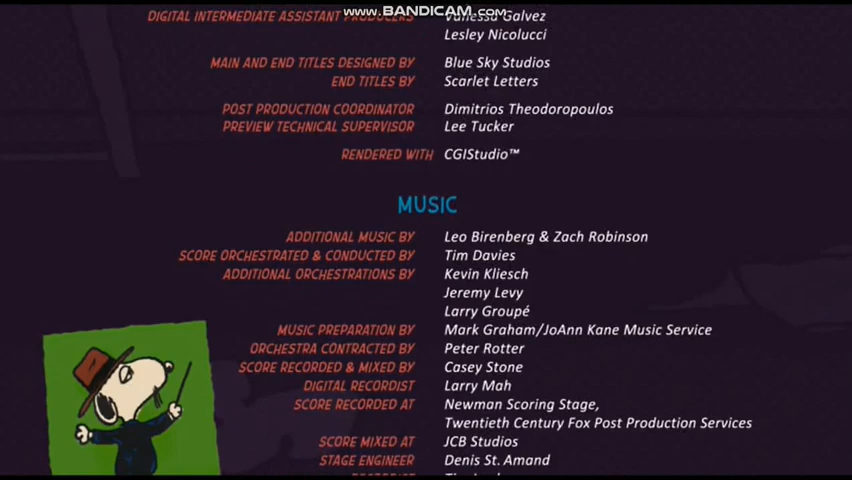 www.BANDICAM.com
DIGITAL INTERMEDIATE ASSISTANT PRODUCERS Vanessa Galvez
Lesley Nicolucci
MAIN AND END TITLES DESIGNED BY Blue Sky Studios
END TITLES BY Scarlet Letters
POST PRODUCTION COORDINATOR Dimitrios Theodoropoulos
PREVIEW TECHNICAL SUPERVISOR Lee Tucker
RENDERED WITH CGIStudio™
MUSIC
ADDITIONAL MUSIC BY Leo Birenberg & Zach Robinson
SCORE ORCHESTRATED & CONDUCTED BY Tim Davies
ADDITIONAL ORCHESTRATIONS BY Kevin Kliesch
Jeremy Levy
Larry Groupé
MUSIC PREPARATION BY Mark Graham/JoAnn Kane Music Service
ORCHESTRA CONTRACTED BY Peter Rotter
SCORE RECORDED & MIXED BY Casey Stone
DIGITAL RECORDIST Larry Mah
SCORE RECORDED AT Newman Scoring Stage,
Twentieth Century Fox Post Production Services
SCORE MIXED AT JCB Studios
STAGE ENGINEER Denis St. Amand